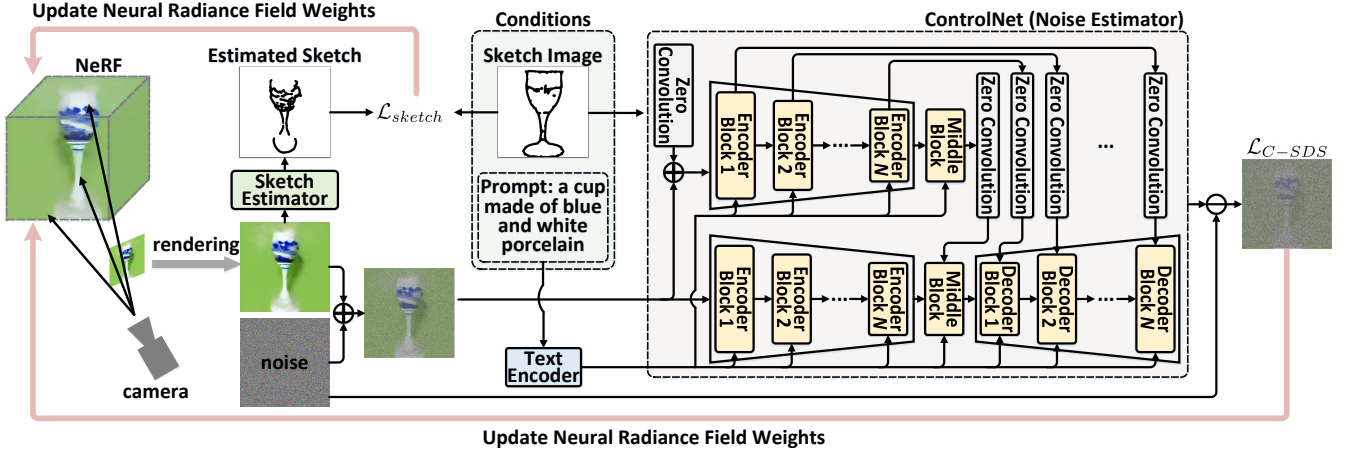 Update Neural Radiance Field Weights
NeRF
Estimated Sketch
Sketch
Estimator
rendering
noise
camera
ℒ_{sketch}
Conditions
Sketch Image
Prompt: a cup
made of blue
and white
porcelain
Text
Encoder
ControlNet (Noise Estimator)
Zero
Convolution
Encoder
Block 1
Encoder
Block 2
Encoder
Block N
Middle
Block
Zero Convolution
Zero Convolution
Zero Convolution
...
Zero Convolution
Encoder
Block 1
Encoder
Block 2
Encoder
Block N
Middle
Block
Decoder
Block 1
Decoder
Block 2
Decoder
Block N
ℒ_{C−SDS}
Update Neural Radiance Field Weights